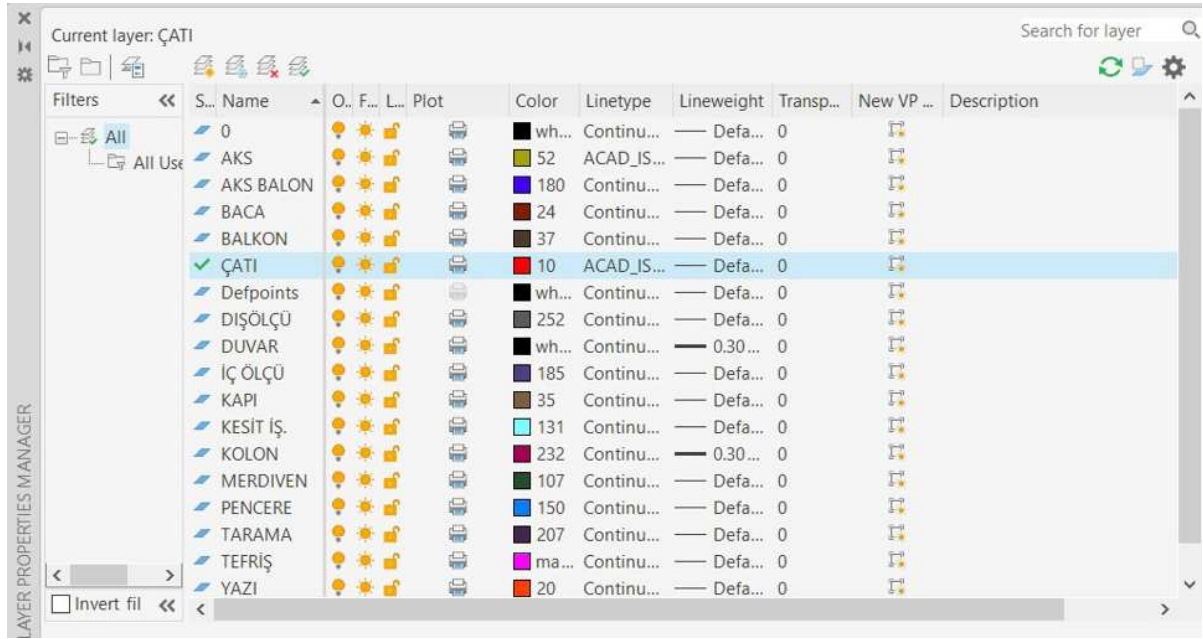 Current layer: ÇATI
Search for layer
Filters
S... Name O.. F... L... Plot Color Linetype Lineweight Transp... New VP ... Description
All
All Use
0 wh... Continu... Defa... 0
AKS 52 ACAD_IS... Defa... 0
AKS BALON 180 Continu... Defa... 0
BACA 24 Continu... Defa... 0
BALKON 37 Continu... Defa... 0
ÇATI 10 ACAD_IS... Defa... 0
Defpoints wh... Continu... Defa... 0
DIŞÖLÇÜ 252 Continu... Defa... 0
DUVAR wh... Continu... 0.30... 0
İÇ ÖLÇÜ 185 Continu... Defa... 0
KAPI 35 Continu... Defa... 0
KESİT İŞ. 131 Continu... Defa... 0
KOLON 232 Continu... 0.30... 0
MERDIVEN 107 Continu... Defa... 0
PENCERE 150 Continu... Defa... 0
TARAMA 207 Continu... Defa... 0
TEFRİŞ ma... Continu... Defa... 0
YAZI 20 Continu... Defa... 0
Invert fil
LAYER PROPERTIES MANAGER